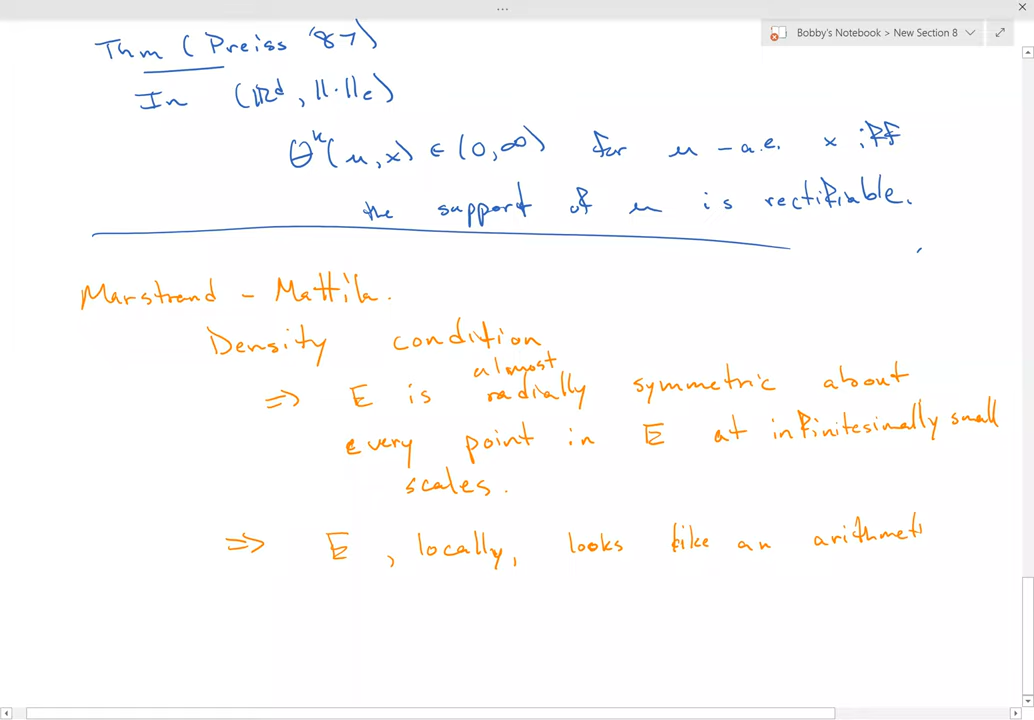 ...
Bobby's Notebook > New Section 8
Thm (Preiss '87)
In (ℝᵈ, ||·||ₑ)
Θⁿ(μ,x) ∈ (0,∞) for μ-a.e. x iff
the support of μ is rectifiable.
Marstrand - Mattila.
Density condition
almost
⇒ E is radially symmetric about
every point in E at infinitesimally small
scales.
⇒ E, locally, looks like an arithmeti